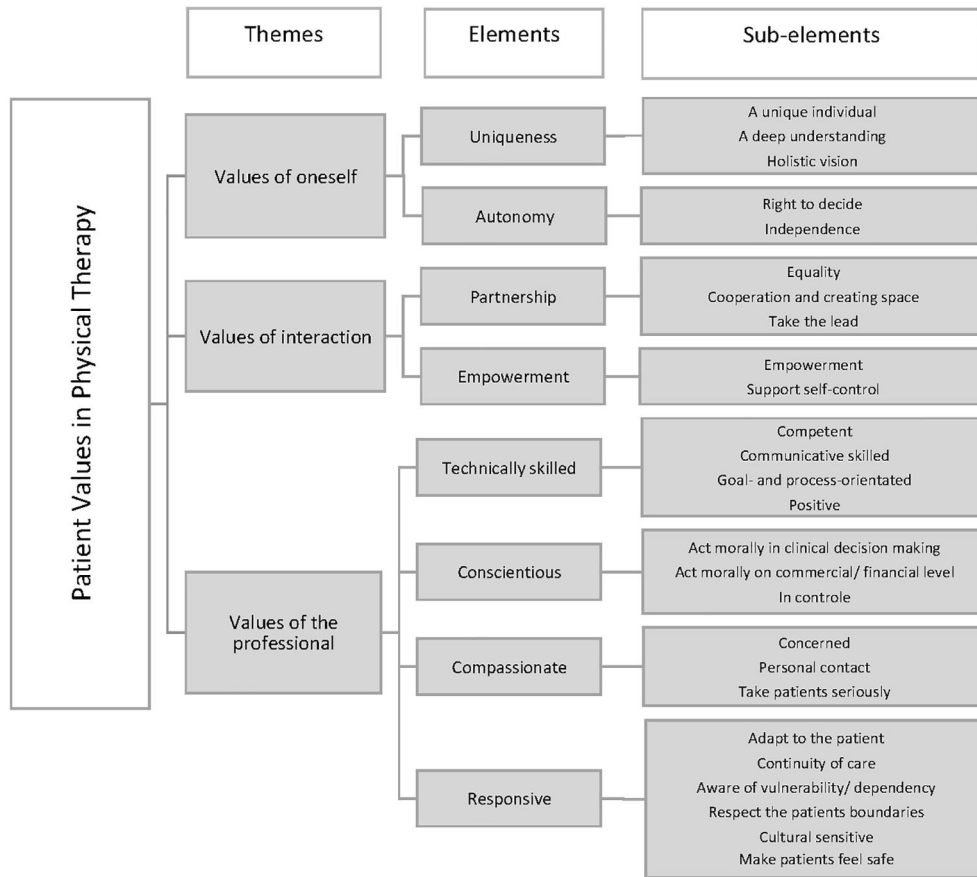 Themes
Elements
Sub-elements
Patient Values in Physical Therapy
Values of oneself
Uniqueness
A unique individual
A deep understanding
Holistic vision
Autonomy
Right to decide
Independence
Values of interaction
Partnership
Equality
Cooperation and creating space
Take the lead
Empowerment
Empowerment
Support self-control
Values of the
professional
Technically skilled
Competent
Communicative skilled
Goal- and process-orientated
Positive
Conscientious
Act morally in clinical decision making
Act morally on commercial/ financial level
In controle
Compassionate
Concerned
Personal contact
Take patients seriously
Responsive
Adapt to the patient
Continuity of care
Aware of vulnerability/ dependency
Respect the patients boundaries
Cultural sensitive
Make patients feel safe